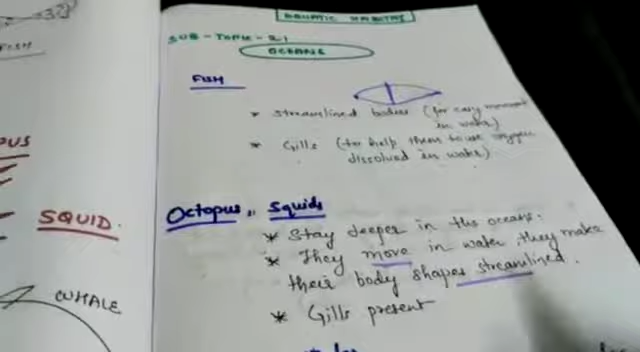 AQUATIC HABITAT
SUB - TOPIC - 2.1
OCEANS
FISH
* Streamlined bodies (for easy movement
in water)
* Gills (to help them to use oxygen
dissolved in water)
Octopus, Squids
* Stay deeper in the oceans.
* They move in water, they make
their body shapes streamlined.
* Gills present
PUS
SQUID.
WHALE